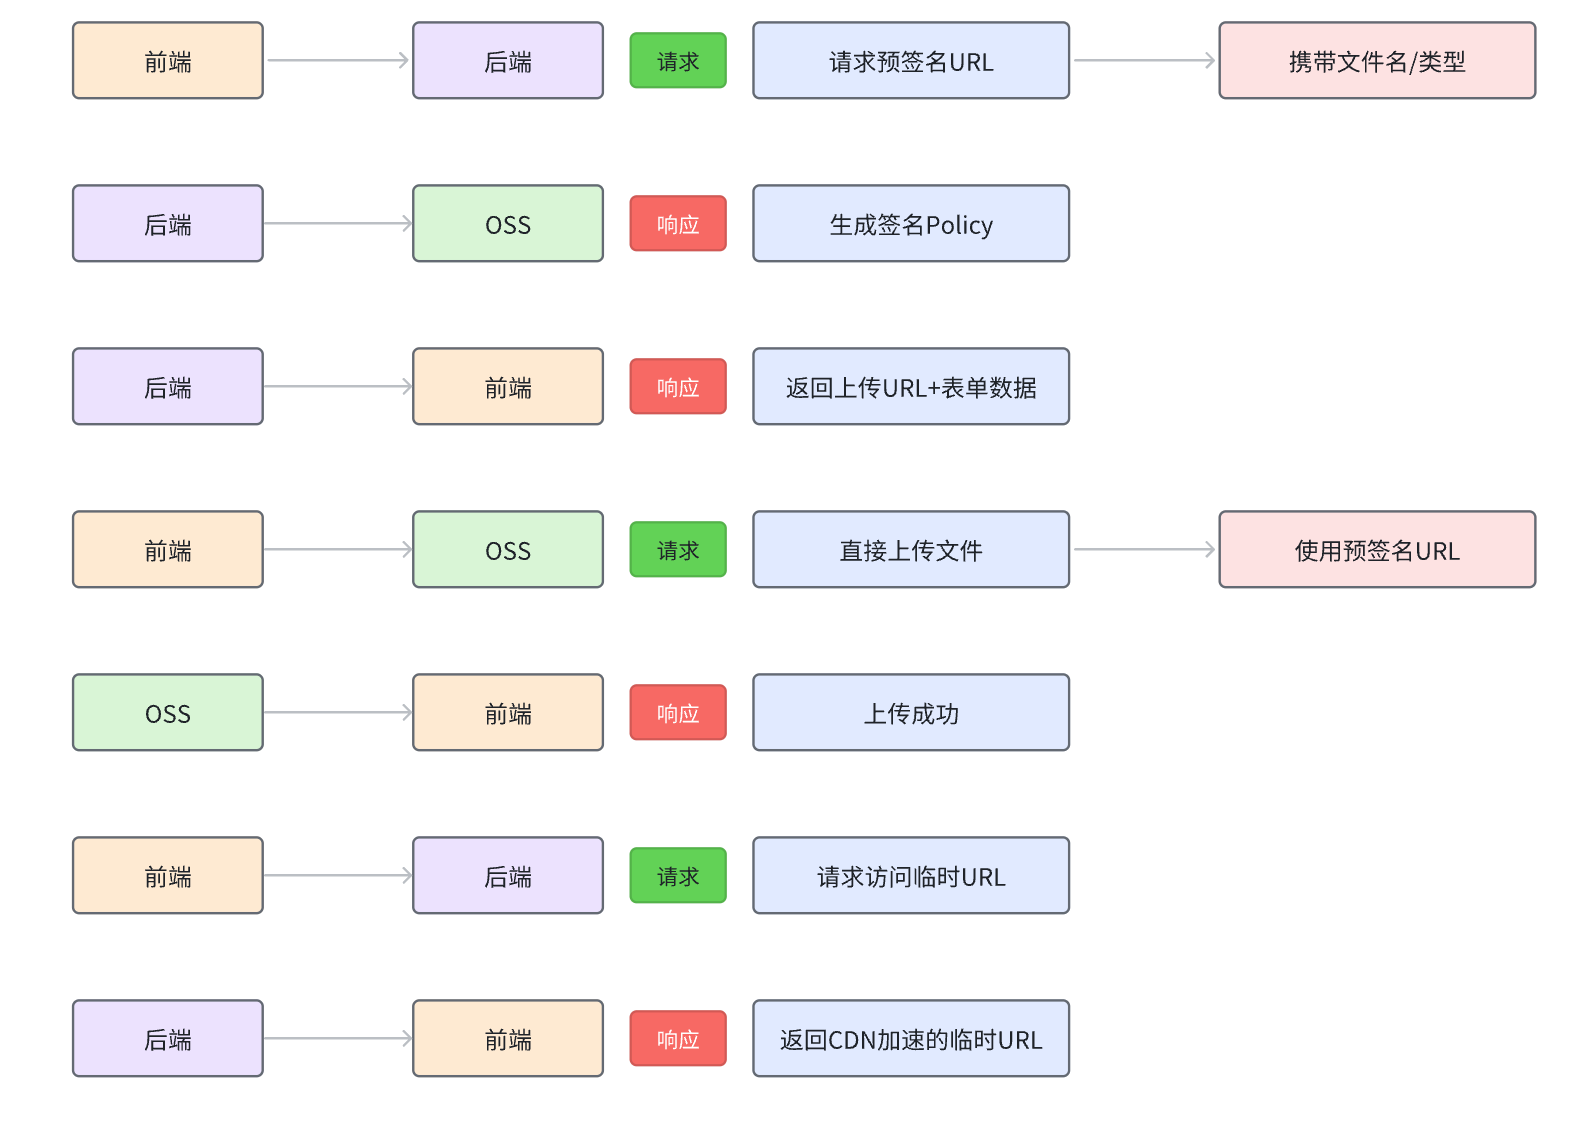 前端
后端
请求
请求预签名URL
携带文件名/类型
后端
OSS
响应
生成签名Policy
后端
前端
响应
返回上传URL+表单数据
前端
OSS
请求
直接上传文件
使用预签名URL
OSS
前端
响应
上传成功
前端
后端
请求
请求访问临时URL
后端
前端
响应
返回CDN加速的临时URL